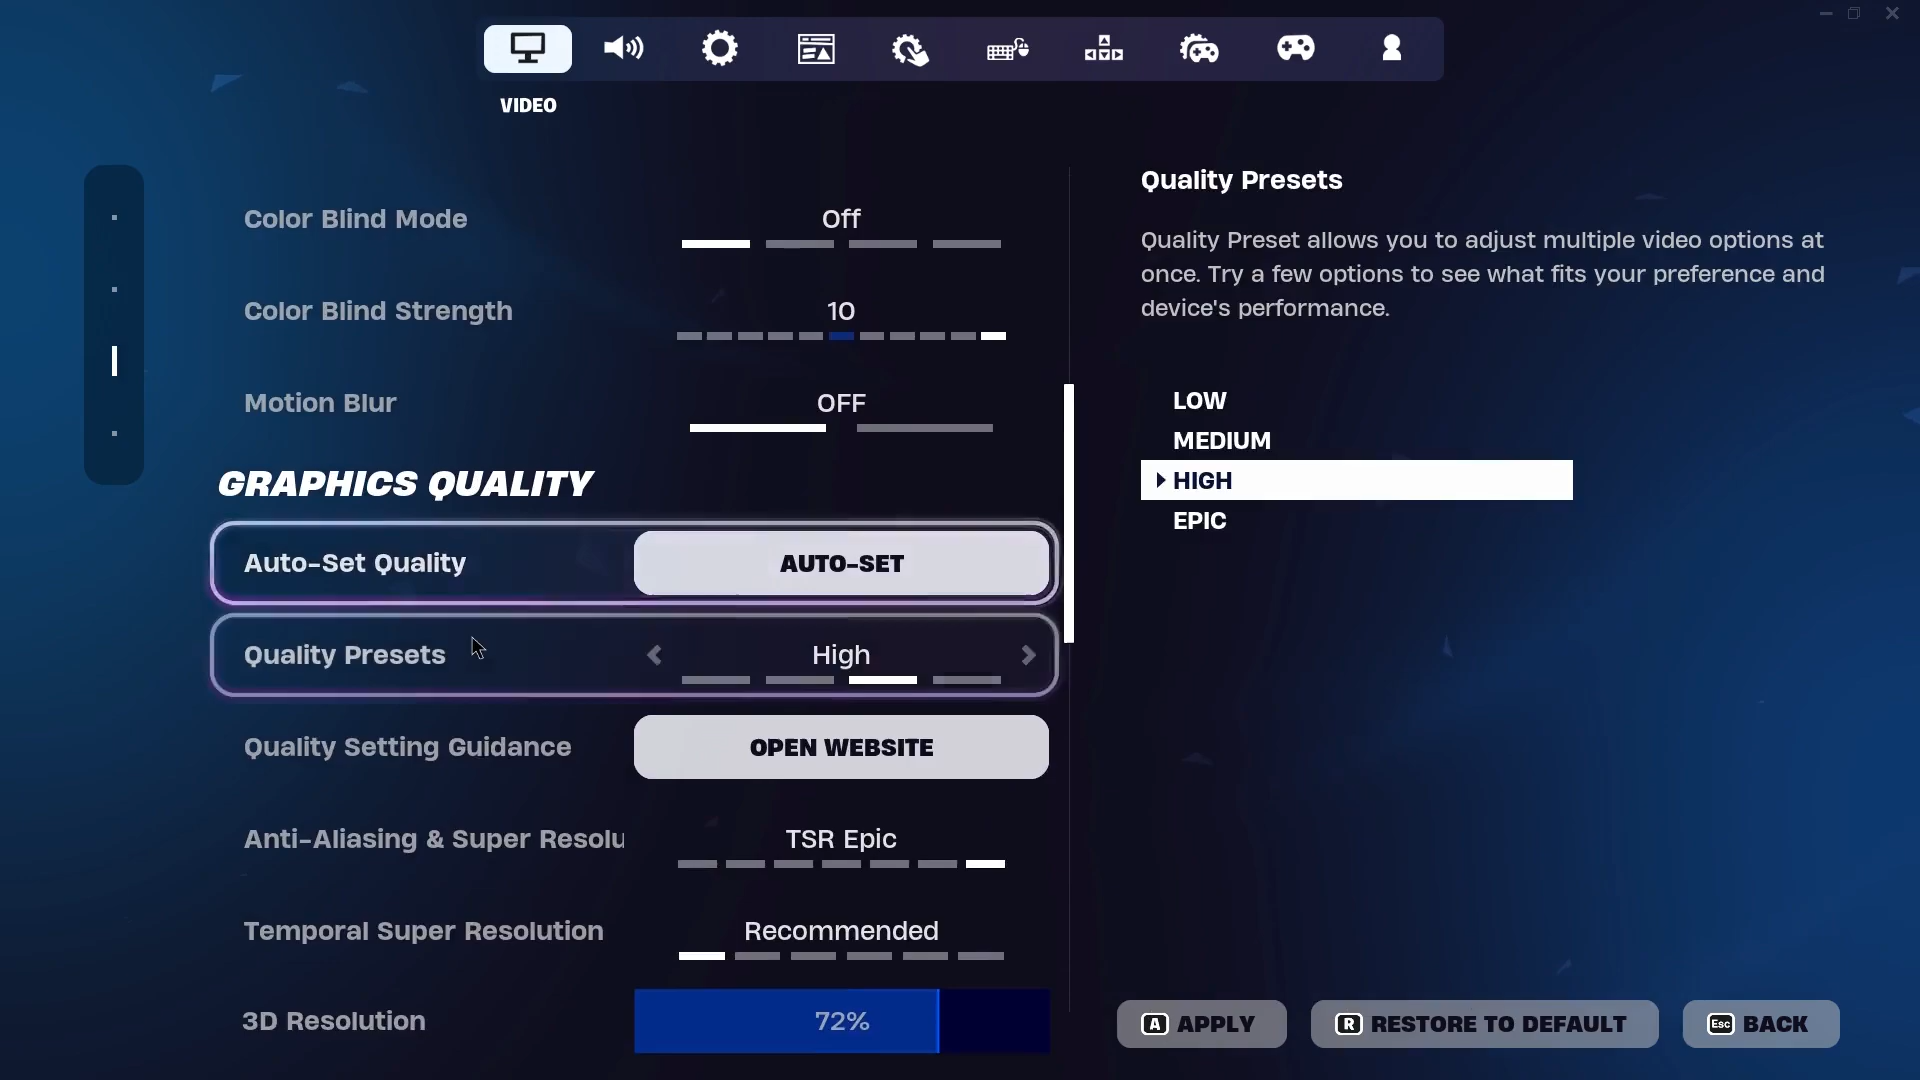 VIDEO
Color Blind Mode
Off
Color Blind Strength
10
Motion Blur
OFF
GRAPHICS QUALITY
Auto-Set Quality
AUTO-SET
Quality Presets
High
Quality Setting Guidance
OPEN WEBSITE
Anti-Aliasing & Super Resolu
TSR Epic
Temporal Super Resolution
Recommended
3D Resolution
72%
Quality Presets
Quality Preset allows you to adjust multiple video options at
once. Try a few options to see what fits your preference and
device's performance.
LOW
MEDIUM
HIGH
EPIC
A APPLY
R RESTORE TO DEFAULT
Esc BACK